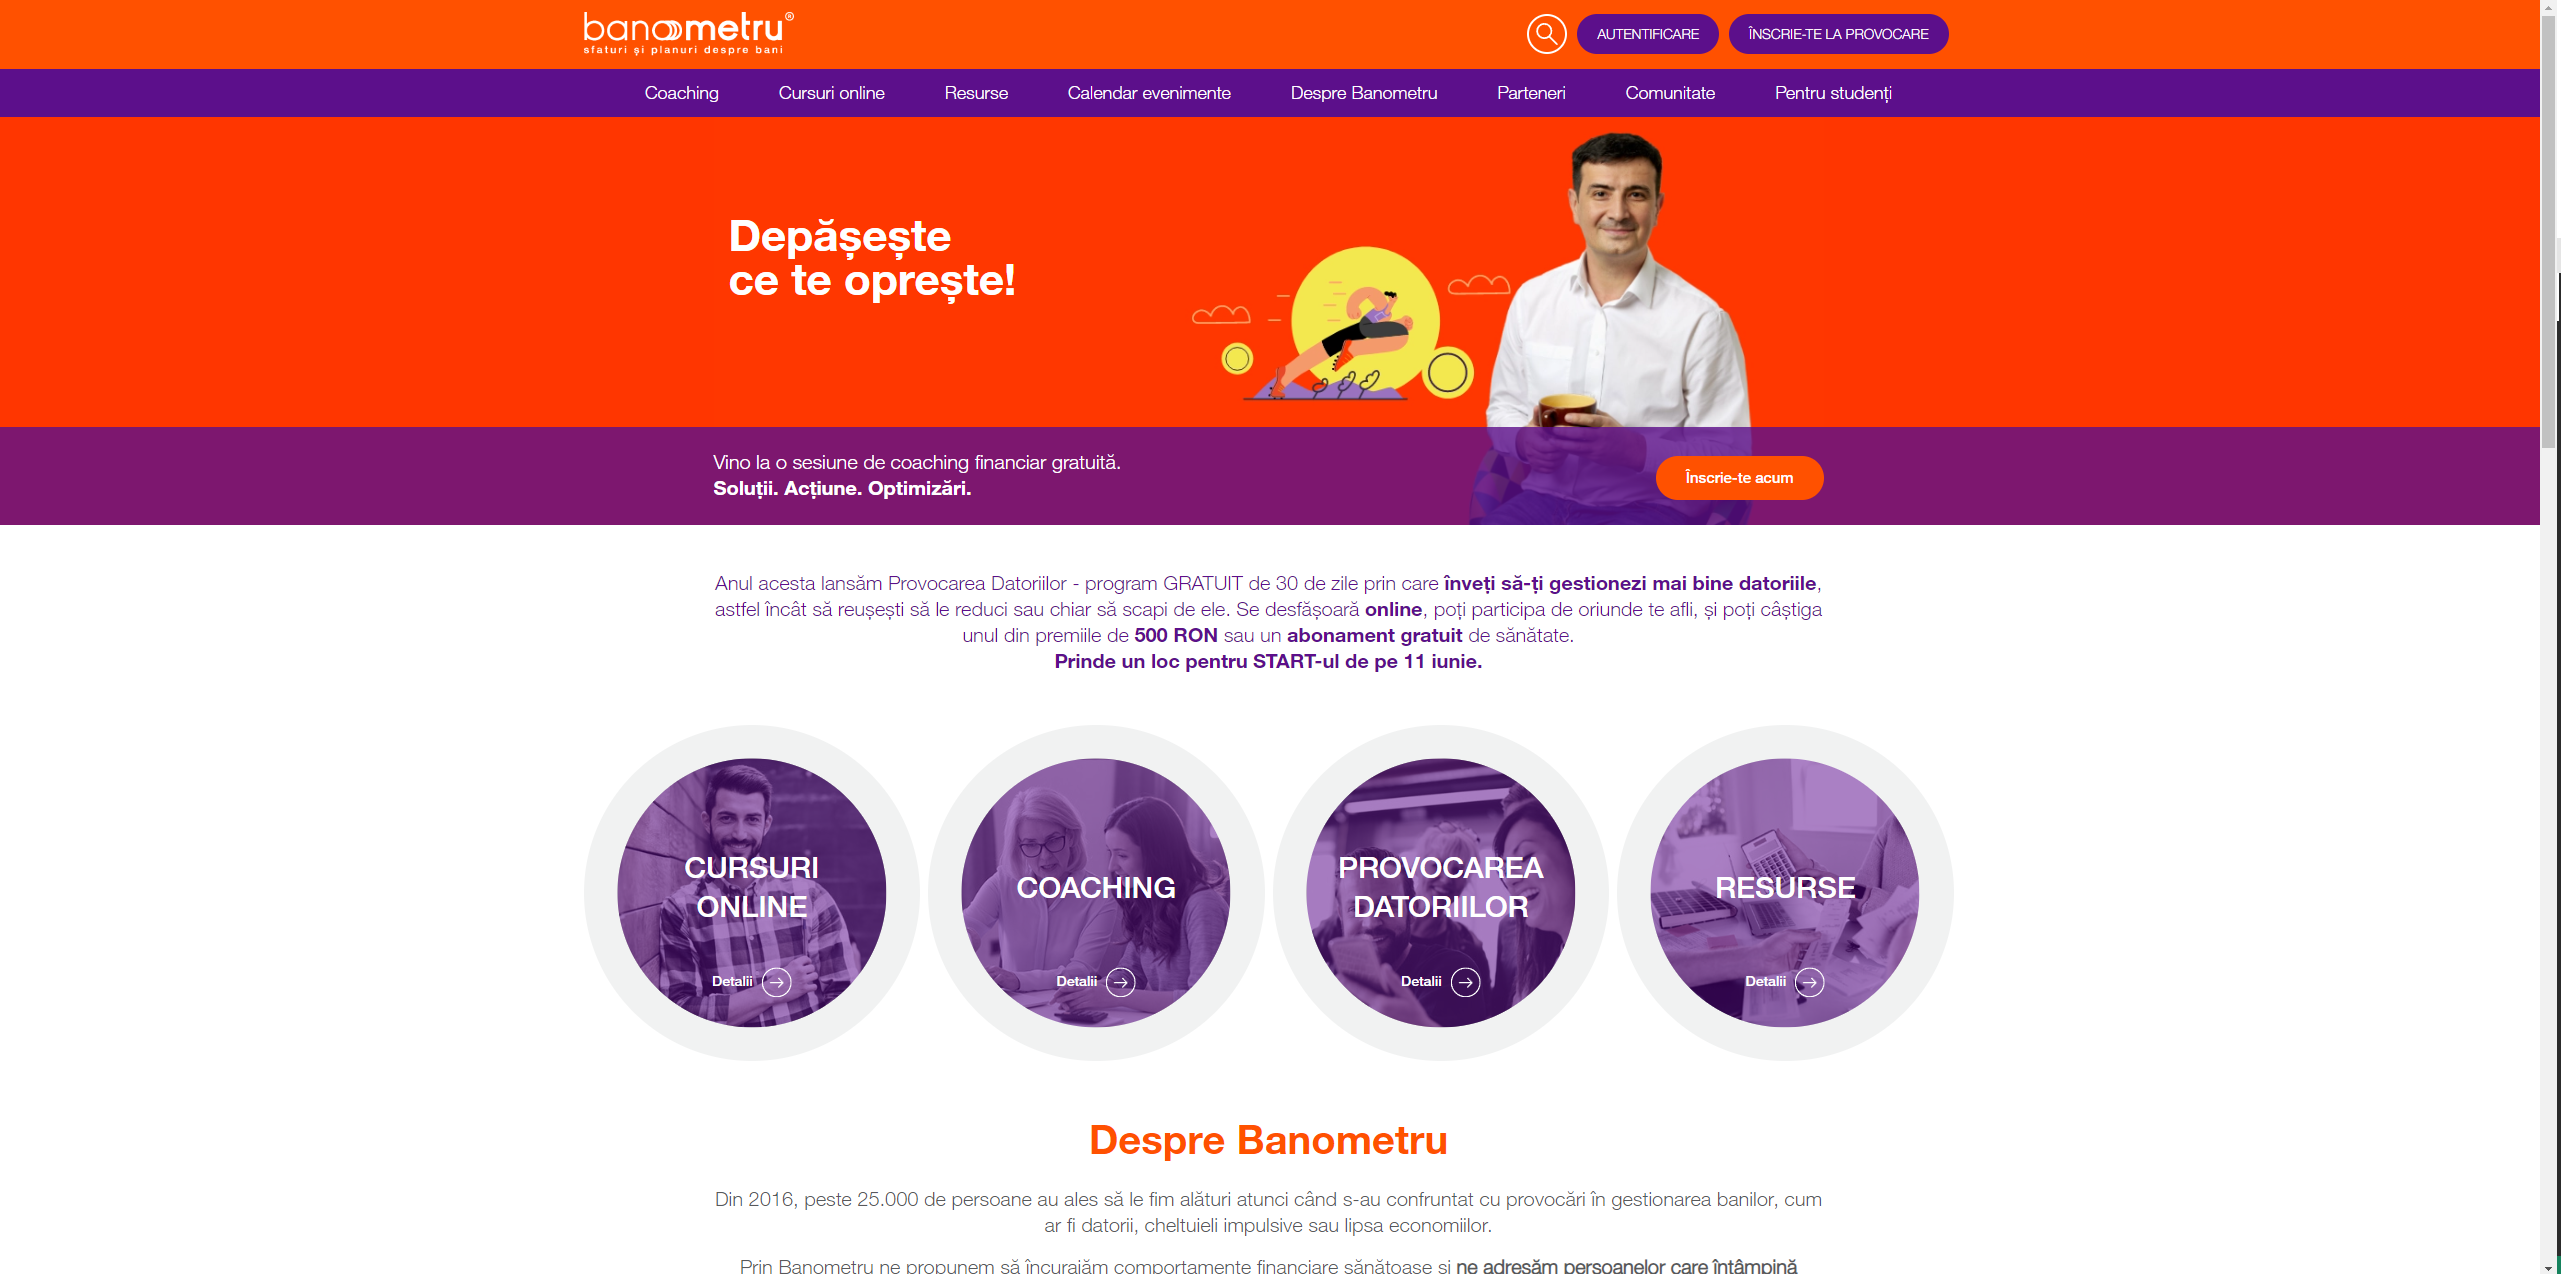 banometru®
sfaturi și planuri despre bani
AUTENTIFICARE
ÎNSCRIE-TE LA PROVOCARE
Coaching
Cursuri online
Resurse
Calendar evenimente
Despre Banometru
Parteneri
Comunitate
Pentru studenți
Depășește
ce te oprește!
Vino la o sesiune de coaching financiar gratuită.
Soluții. Acțiune. Optimizări.
Înscrie-te acum
Anul acesta lansăm Provocarea Datoriilor - program GRATUIT de 30 de zile prin care înveți să-ți gestionezi mai bine datoriile,
astfel încât să reușești să le reduci sau chiar să scapi de ele. Se desfășoară online, poți participa de oriunde te afli, și poți câștiga
unul din premiile de 500 RON sau un abonament gratuit de sănătate.
Prinde un loc pentru START-ul de pe 11 iunie.
CURSURI
ONLINE
Detalii
COACHING
Detalii
PROVOCAREA
DATORIILOR
Detalii
RESURSE
Detalii
Despre Banometru
Din 2016, peste 25.000 de persoane au ales să le fim alături atunci când s-au confruntat cu provocări în gestionarea banilor, cum
ar fi datorii, cheltuieli impulsive sau lipsa economiilor.
Prin Banometru ne propunem să încurajăm comportamente financiare sănătoase și ne adresăm persoanelor care întâmpină